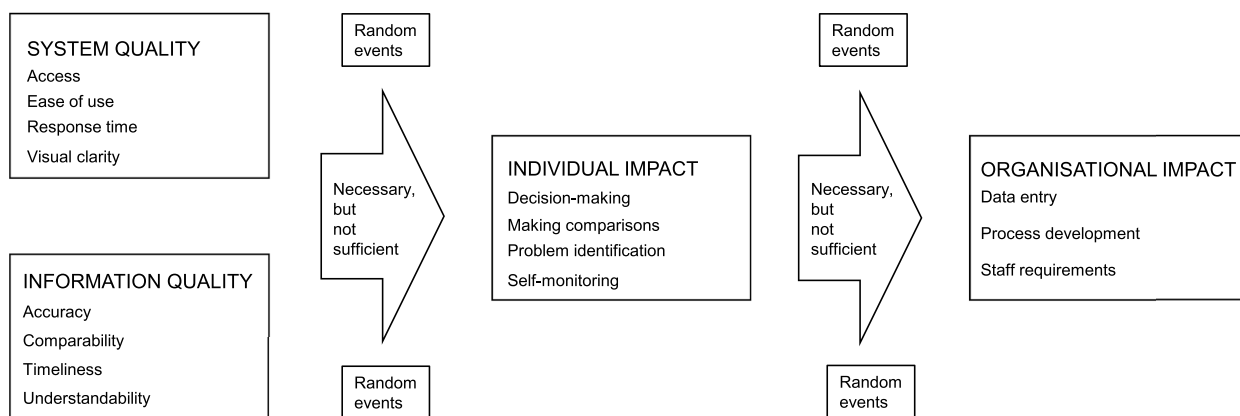 SYSTEM QUALITY
Access
Ease of use
Response time
Visual clarity
INFORMATION QUALITY
Accuracy
Comparability
Timeliness
Understandability
Random
events
Necessary,
but
not
sufficient
Random
events
INDIVIDUAL IMPACT
Decision-making
Making comparisons
Problem identification
Self-monitoring
Random
events
Necessary,
but
not
sufficient
Random
events
ORGANISATIONAL IMPACT
Data entry
Process development
Staff requirements